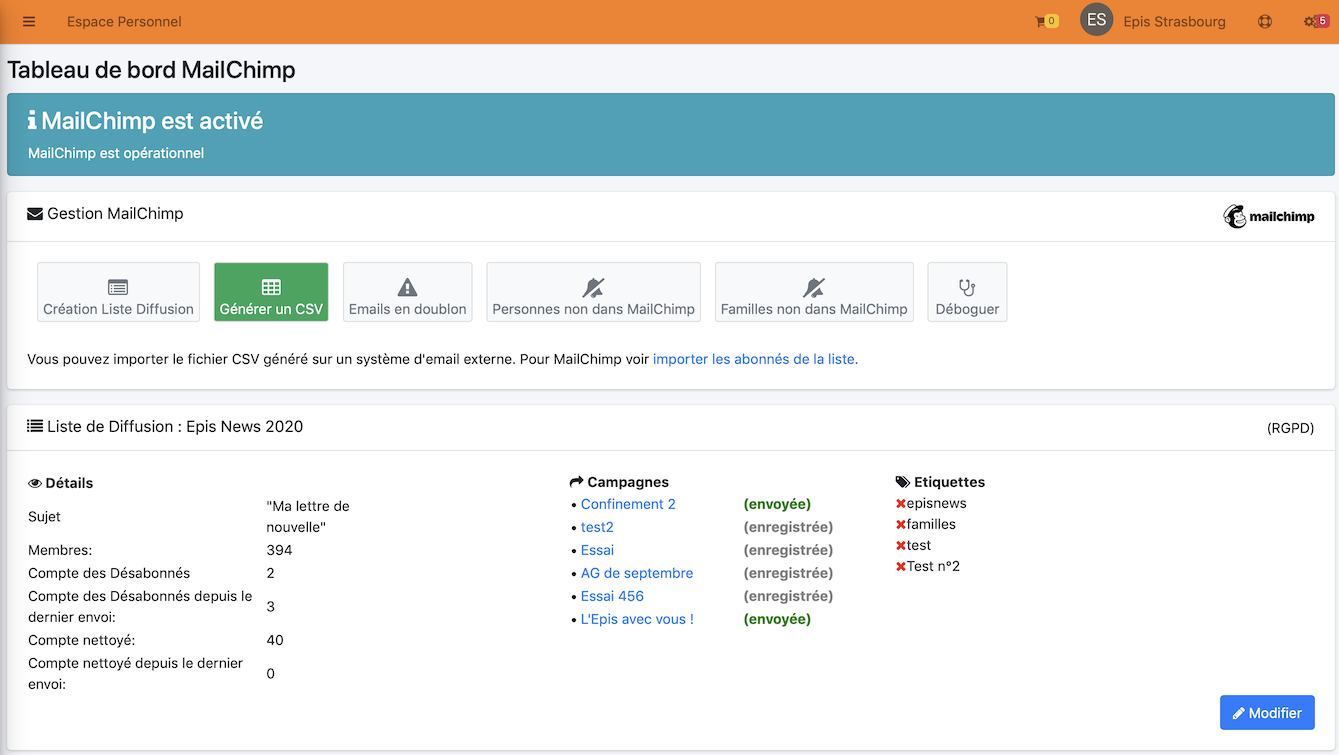 Espace Personnel
0
ES
Epis Strasbourg
5
Tableau de bord MailChimp
MailChimp est activé
MailChimp est opérationnel
Gestion MailChimp
mailchimp
Création Liste Diffusion
Générer un CSV
Emails en doublon
Personnes non dans MailChimp
Familles non dans MailChimp
Déboguer
Vous pouvez importer le fichier CSV généré sur un système d'email externe. Pour MailChimp voir importer les abonnés de la liste.
Liste de Diffusion : Epis News 2020
(RGPD)
Détails
Sujet
"Ma lettre de
nouvelle"
Membres:
394
Compte des Désabonnés
2
Compte des Désabonnés depuis le
dernier envoi:
3
Compte nettoyé:
40
Compte nettoyé depuis le dernier
envoi:
0
Campagnes
• Confinement 2 (envoyée)
• test2 (enregistrée)
• Essai (enregistrée)
• AG de septembre (enregistrée)
• Essai 456 (enregistrée)
• L'Epis avec vous ! (envoyée)
Etiquettes
episnews
familles
test
Test n°2
Modifier